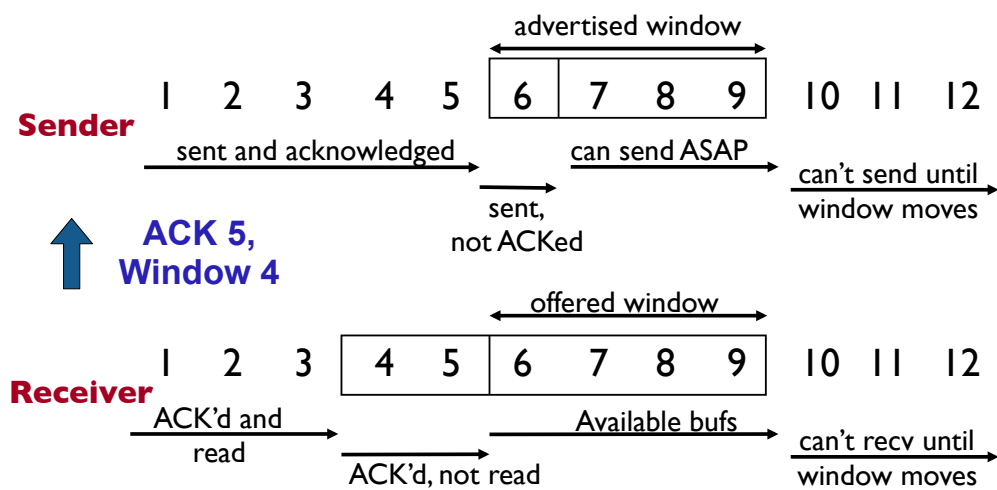 advertised window
1 2 3 4 5 6 7 8 9 10 11 12
Sender
sent and acknowledged
can send ASAP
sent,
not ACKed
can't send until
window moves
ACK 5,
Window 4
offered window
1 2 3 4 5 6 7 8 9 10 11 12
Receiver
ACK'd and
read
ACK'd, not read
Available bufs
can't recv until
window moves